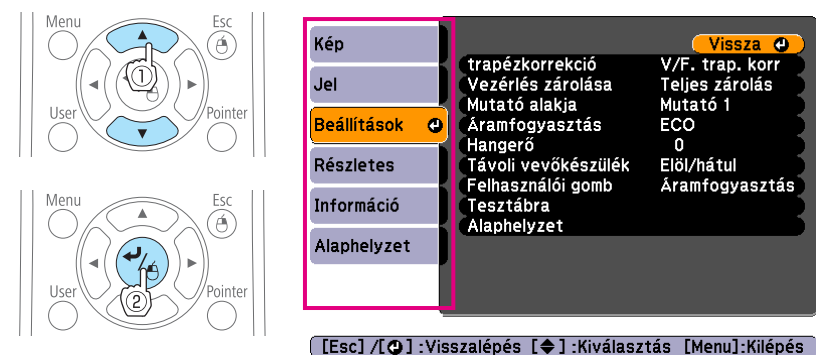 Menu Esc
①
User Pointer
Menu Esc
②
User Pointer
Kép
Jel
Beállítások
Részletes
Információ
Alaphelyzet
Vissza
trapézkorrekció V/F. trap. korr
Vezérlés zárolása Teljes zárolás
Mutató alakja Mutató 1
Áramfogyasztás ECO
Hangerő 0
Távoli vevőkészülék Elöl/hátul
Felhasználói gomb Áramfogyasztás
Tesztábra
Alaphelyzet
[Esc] /[⏎] :Visszalépés [◆] :Kiválasztás [Menu]:Kilépés